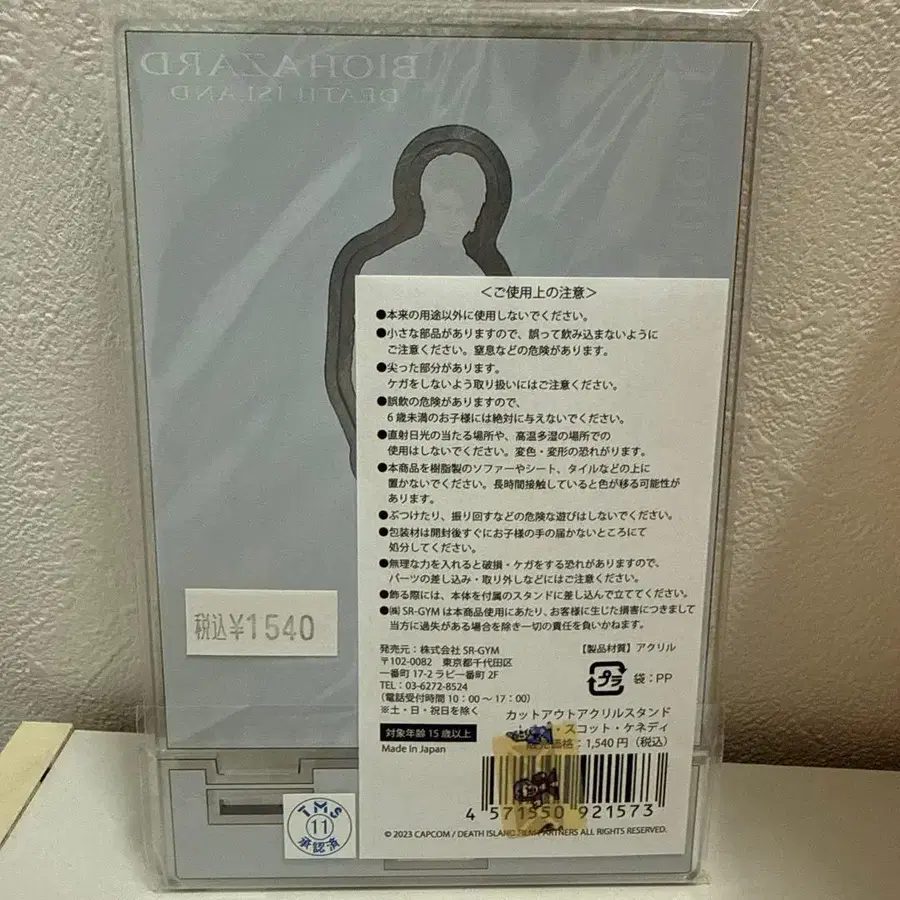 BIOHAZARD
DEATH ISLAND
<ご使用上の注意>
●本来の用途以外に使用しないでください。
●小さな部品がありますので、誤って飲み込まないように
ご注意ください。窒息などの危険があります。
●尖った部分があります。
ケガをしないよう取り扱いにはご注意ください。
●誤飲の危険がありますので、
6歳未満のお子様には絶対に与えないでください。
●直射日光の当たる場所や、高温多湿の場所での
使用はしないでください。変色・変形の恐れがります。
●本商品を樹脂製のソファーやシート、タイルなどの上に
置かないでください。長時間接触していると色が移る可能性が
あります。
●ぶつけたり、振り回すなどの危険な遊びはしないでください。
●包装材は開封後すぐにお子様の手の届かないところにて
処分してください。
●無理な力を入れると破損・ケガをする恐れがありますので、
パーツの差し込み・取り外しなどにはご注意ください。
●飾る際には、本体を付属のスタンドに差し込んで立ててください。
●㈱SR-GYMは本商品使用にあたり、お客様に生じた損害につきまして
当方に過失がある場合を除き一切の責任を負いかねます。
税込¥1540
発売元：株式会社 SR-GYM
〒102-0082 東京都千代田区
一番町 17-2 ラピ一番町 2F
TEL：03-6272-8524
（電話受付時間 10：00〜17：00）
※土・日・祝日を除く
対象年齢 15 歳以上
Made In Japan
【製品材質】アクリル
プラ 袋：PP
カットアウトアクリルスタンド
・スコット・ケネディ
販売価格：1,540円（税込）
4 571550 921573
© 2023 CAPCOM / DEATH ISLAND FILM PARTNERS ALL RIGHTS RESERVED.
TMS
11
承認済